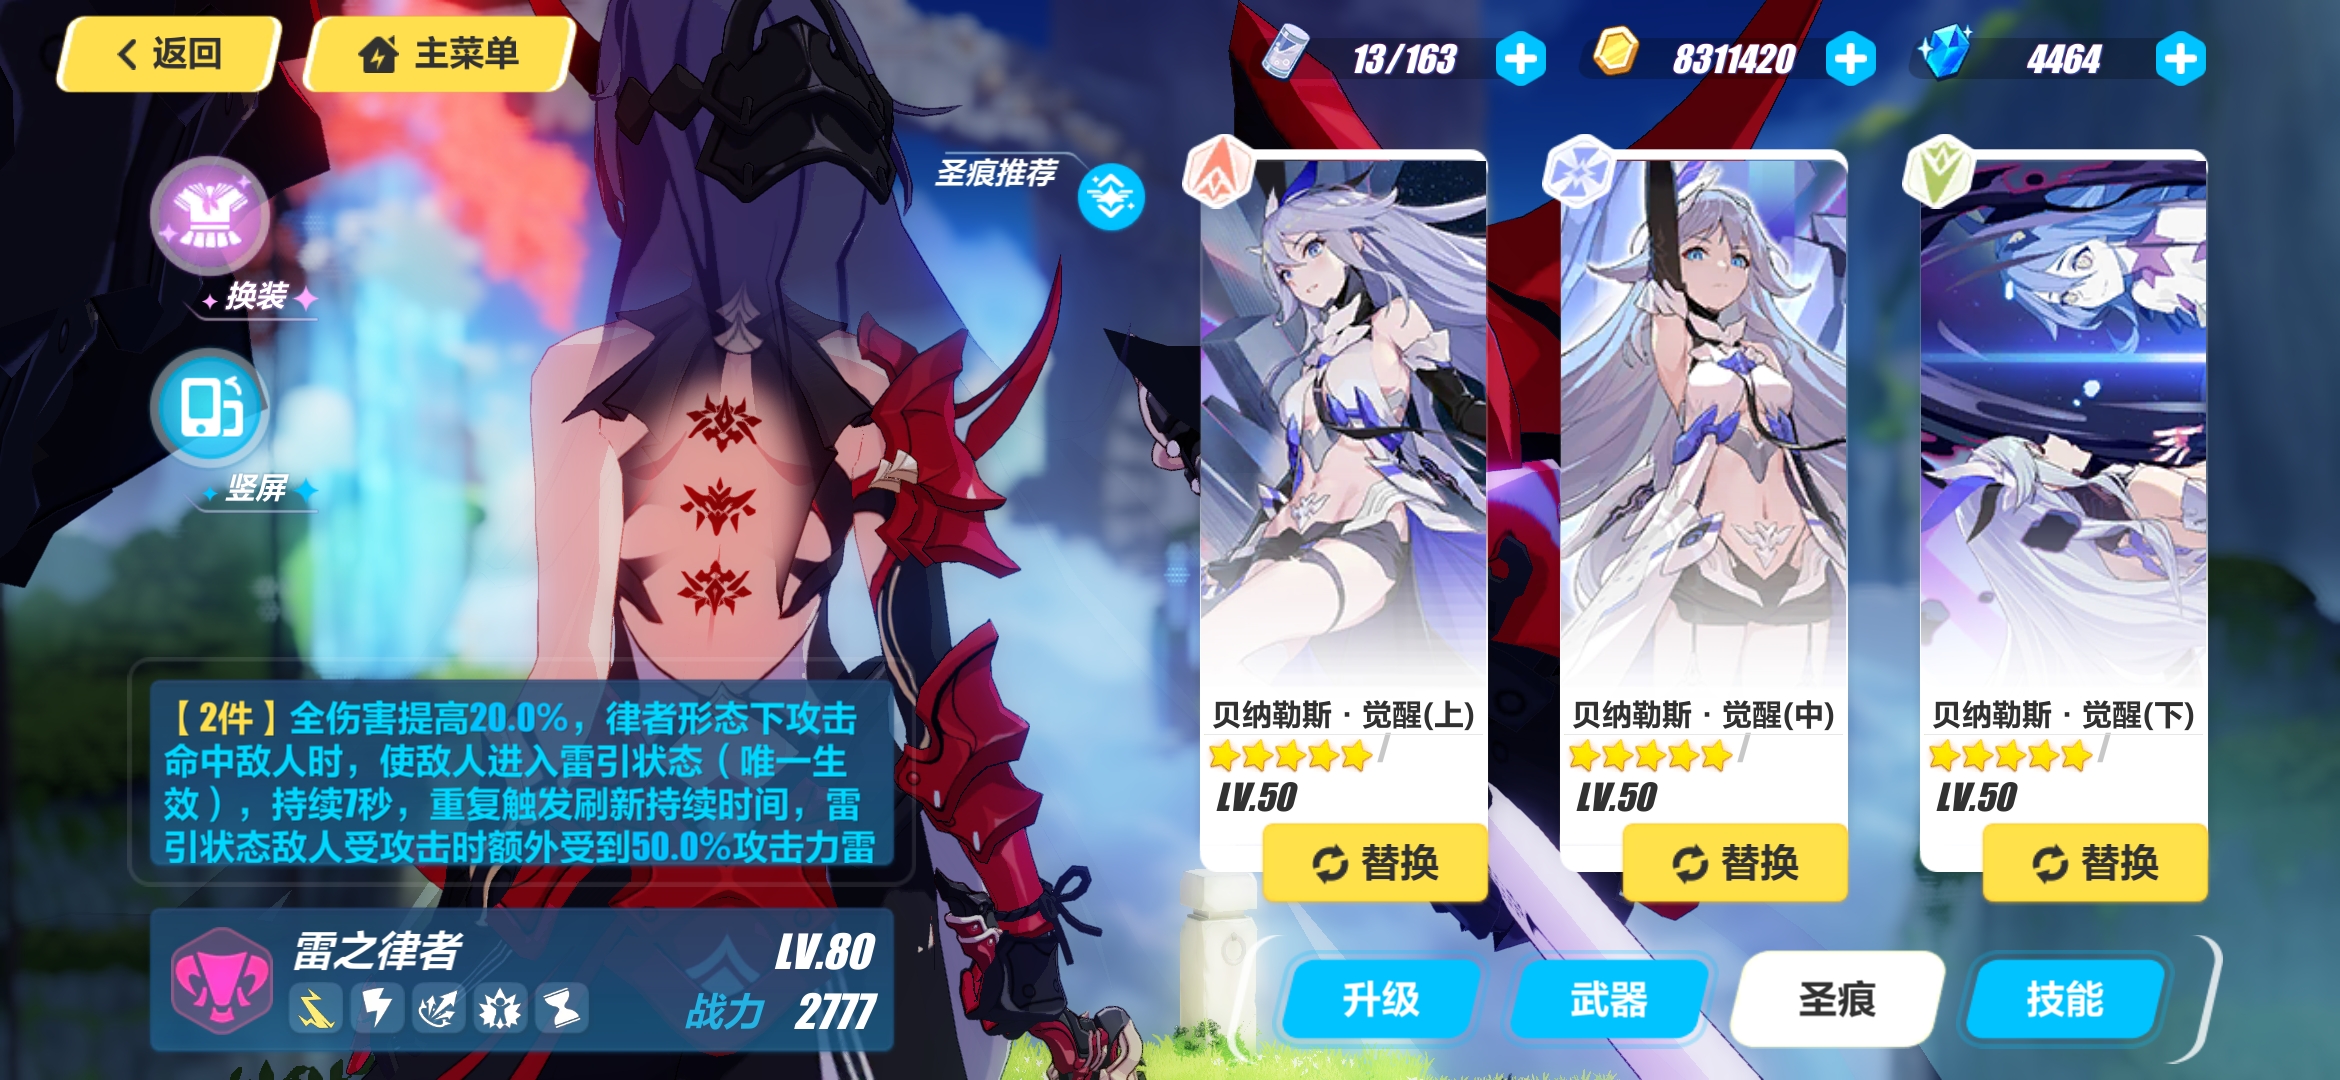 返回
主菜单
13/163
8311420
4464
换装
竖屏
圣痕推荐
贝纳勒斯·觉醒(上)
LV.50
替换
贝纳勒斯·觉醒(中)
LV.50
替换
贝纳勒斯·觉醒(下)
LV.50
替换
【2件】全伤害提高20.0%，律者形态下攻击
命中敌人时，使敌人进入雷引状态（唯一生
效），持续7秒，重复触发刷新持续时间，雷
引状态敌人受攻击时额外受到50.0%攻击力雷
雷之律者
LV.80
战力 2777
升级
武器
圣痕
技能